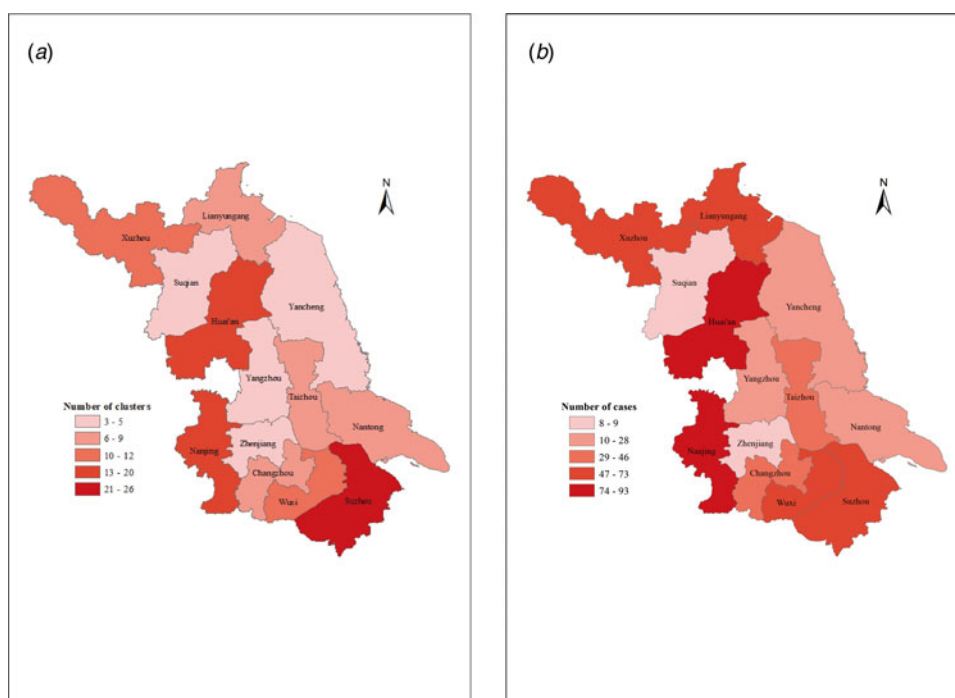 (a)
N
Lianyungang
Xuzhou
Suqian
Yancheng
Huai'an
Yangzhou
Taizhou
Nantong
Zhenjiang
Nanjing
Changzhou
Wuxi
Suzhou
Number of clusters
3 - 5
6 - 9
10 - 12
13 - 20
21 - 26
(b)
N
Lianyungang
Xuzhou
Suqian
Yancheng
Huai'an
Yangzhou
Taizhou
Nantong
Zhenjiang
Nanjing
Changzhou
Wuxi
Suzhou
Number of cases
8 - 9
10 - 28
29 - 46
47 - 73
74 - 93